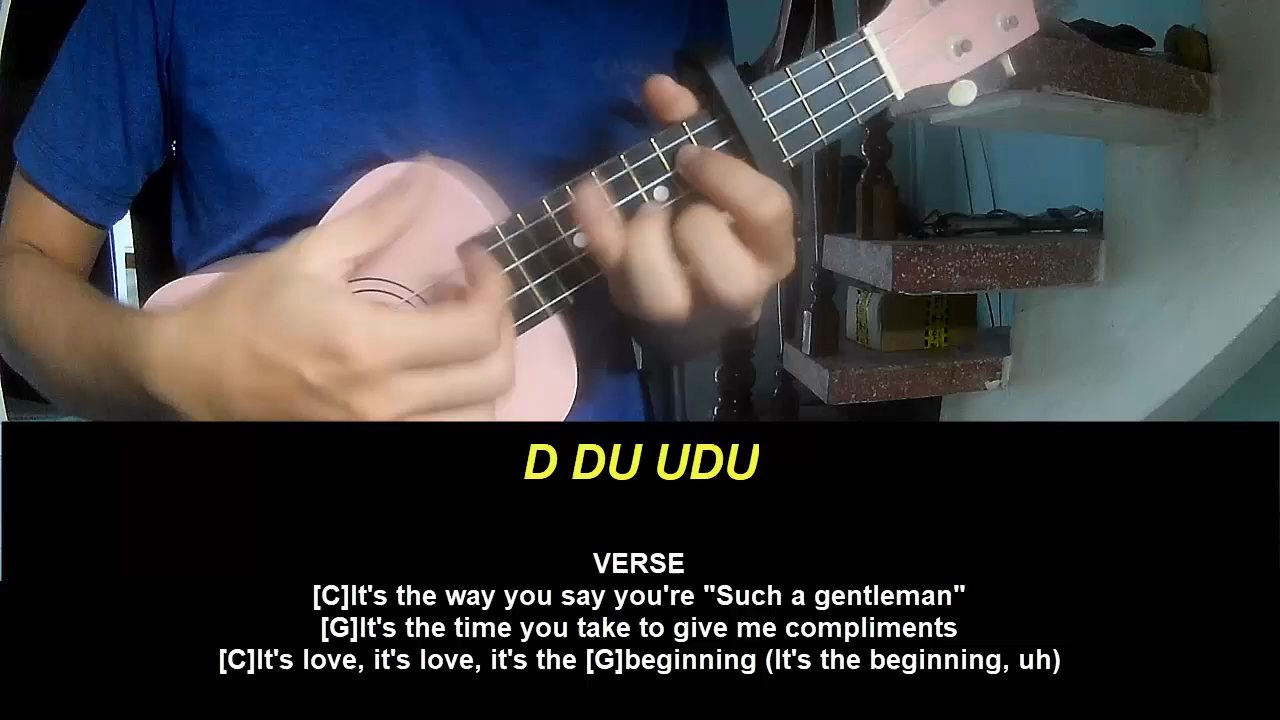 D DU UDU
VERSE
[C]It's the way you say you're "Such a gentleman"
[G]It's the time you take to give me compliments
[C]It's love, it's love, it's the [G]beginning (It's the beginning, uh)